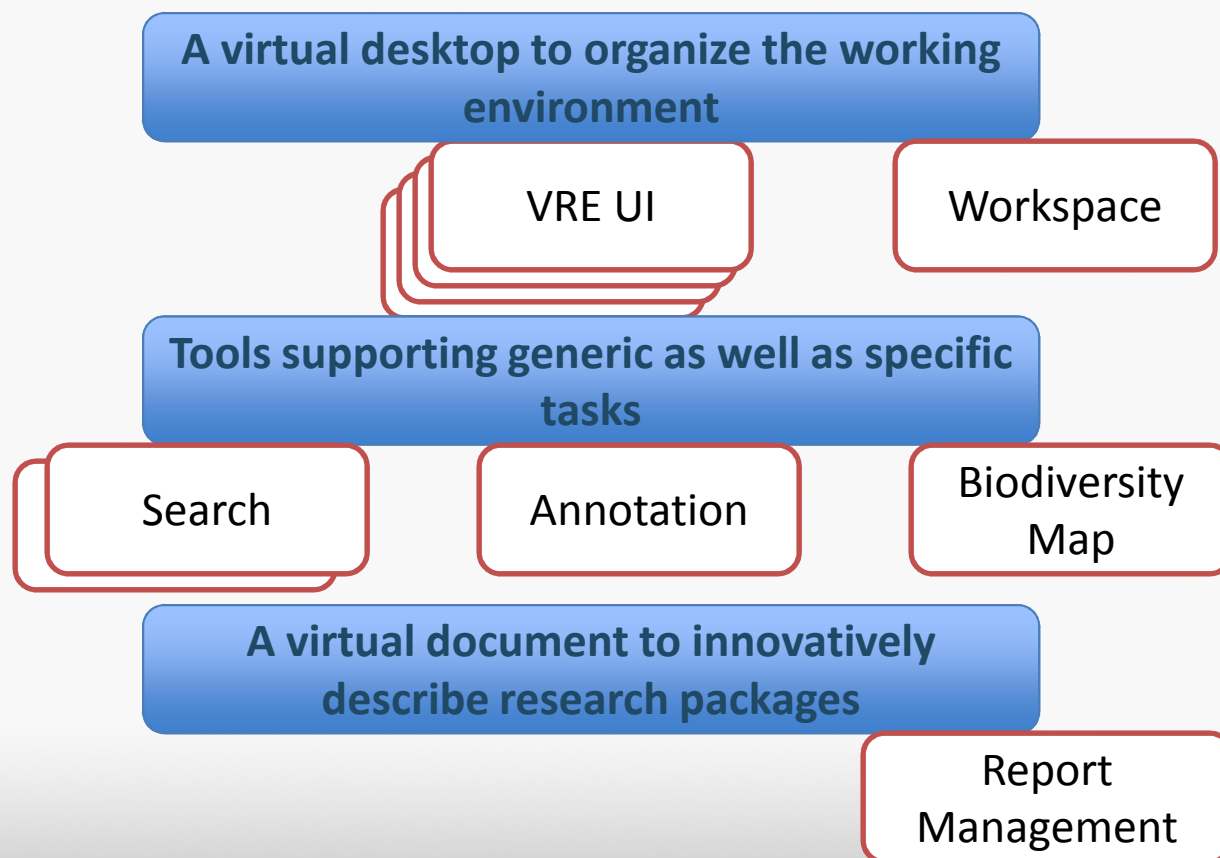 A virtual desktop to organize the working
environment
VRE UI
Workspace
Tools supporting generic as well as specific
tasks
Search
Annotation
Biodiversity
Map
A virtual document to innovatively
describe research packages
Report
Management